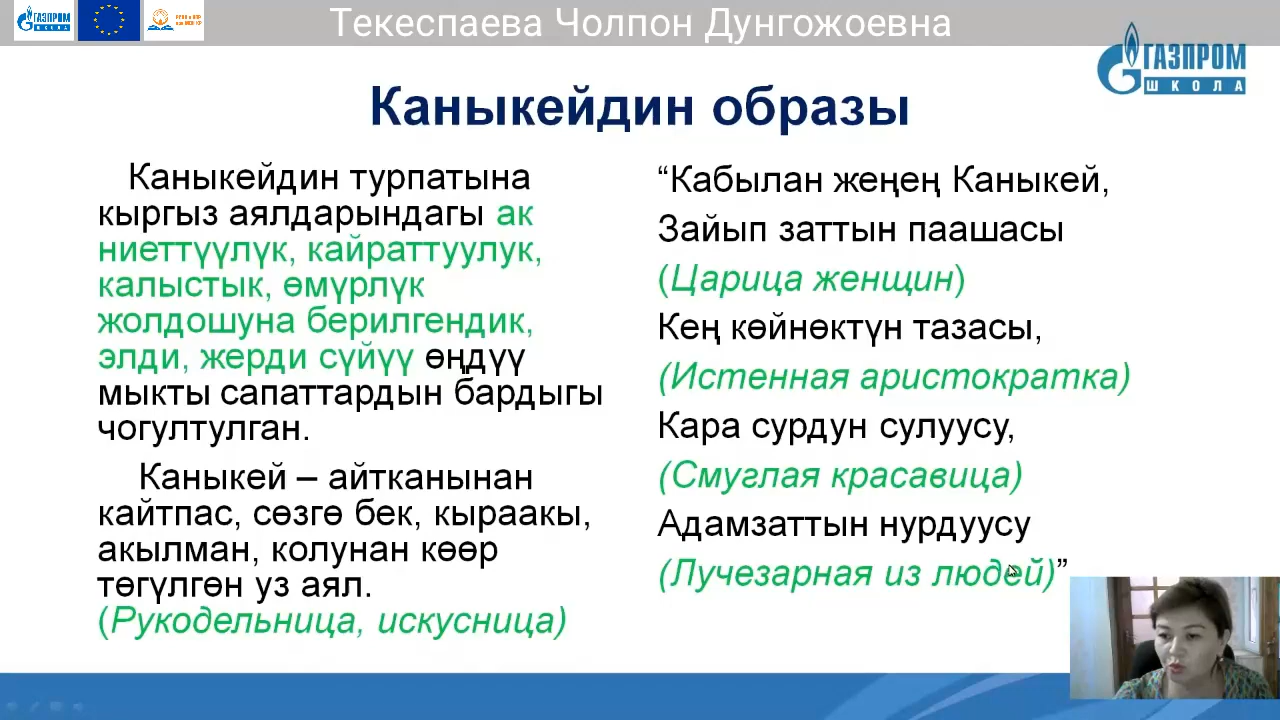 ГАЗПРОМ
ШКОЛА
Текеспаева Чолпон Дунгожоевна
ГАЗПРОМ
ШКОЛА
Каныкейдин образы
Каныкейдин турпатына
кыргыз аялдарындагы ак
ниеттүүлүк, кайраттуулук,
калыстык, өмүрлүк
жолдошуна берилгендик,
элди, жерди сүйүү өңдүү
мыкты сапаттардын бардыгы
чогултулган.
Каныкей – айтканынан
кайтпас, сөзгө бек, кыраакы,
акылман, колунан көөр
төгүлгөн уз аял.
(Рукодельница, искусница)
“Кабылан жеңең Каныкей,
Зайып заттын паашасы
(Царица женщин)
Кең көйнөктүн тазасы,
(Истенная аристократка)
Кара сурдун сулуусу,
(Смуглая красавица)
Адамзаттын нурдуусу
(Лучезарная из людей)”